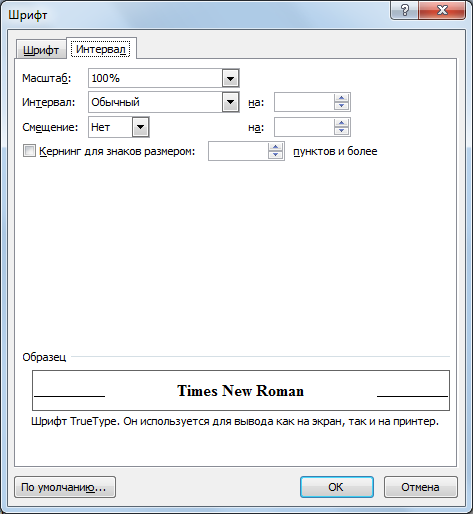 Шрифт
Шрифт Интервал
Масштаб: 100%
Интервал: Обычный на:
Смещение: Нет на:
Кернинг для знаков размером: пунктов и более
Образец
Times New Roman
Шрифт TrueType. Он используется для вывода как на экран, так и на принтер.
По умолчанию... ОК Отмена